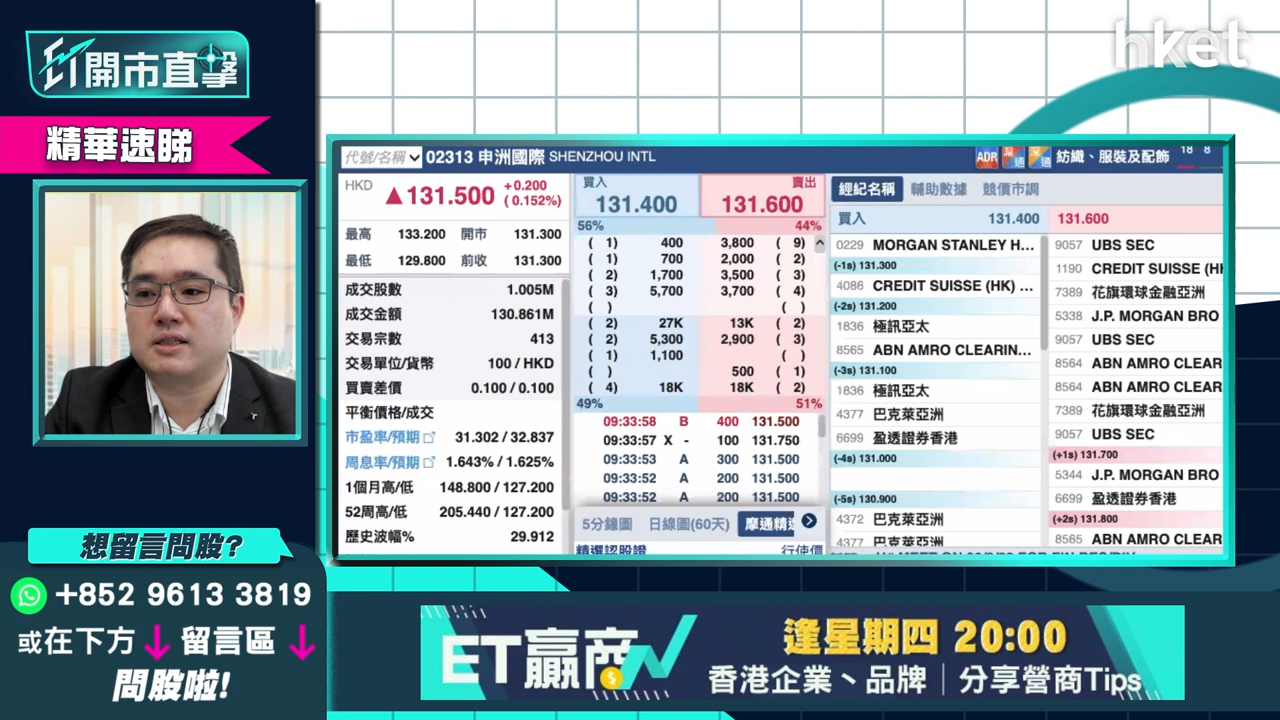 ET開市直擊
hket
精華速睇
代號/名稱 02313 申洲國際 SHENZHOU INTL
ADR 紡織、服裝及配飾 18 8
HKD ▲131.500 +0.200 (0.152%)
最高 133.200 開市 131.300
最低 129.800 前收 131.300
成交股數 1.005M
成交金額 130.861M
交易宗數 413
交易單位/貨幣 100 / HKD
買賣差價 0.100 / 0.100
平衡價格/成交
市盈率/預期 31.302 / 32.837
周息率/預期 1.643% / 1.625%
1個月高/低 148.800 / 127.200
52周高/低 205.440 / 127.200
歷史波幅% 29.912
買入 131.400 賣出 131.600
56% 44%
( 1) 400 3,800 ( 9)
( 1) 700 2,000 ( 2)
( 2) 1,700 3,500 ( 3)
( 3) 5,700 3,700 ( 4)
( ) ( )
( 2) 27K 13K ( 2)
( 2) 5,300 2,900 ( 3)
( 1) 1,100 ( )
( ) 500 ( 1)
( 4) 18K 18K ( 2)
49% 51%
09:33:58 B 400 131.500
09:33:57 X - 100 131.750
09:33:53 A 300 131.500
09:33:52 A 200 131.500
09:33:52 A 200 131.500
5分鐘圖 日線圖(60天) 摩通精選
精選認股證 行使價
經紀名稱 輔助數據 競價市調
買入 131.400 131.600
0229 MORGAN STANLEY H...
(-1s) 131.300
4086 CREDIT SUISSE (HK) ...
(-2s) 131.200
1836 極訊亞太
8565 ABN AMRO CLEARIN...
(-3s) 131.100
1836 極訊亞太
4377 巴克萊亞洲
6699 盈透證券香港
(-4s) 131.000
(-5s) 130.900
4372 巴克萊亞洲
4377 巴克萊亞洲
9057 UBS SEC
1190 CREDIT SUISSE (H
7389 花旗環球金融亞洲
5338 J.P. MORGAN BRO
9057 UBS SEC
8564 ABN AMRO CLEAR
8564 ABN AMRO CLEAR
7389 花旗環球金融亞洲
9057 UBS SEC
(+1s) 131.700
5344 J.P. MORGAN BRO
6699 盈透證券香港
(+2s) 131.800
8565 ABN AMRO CLEAR
想留言問股?
+852 9613 3819
或在下方↓留言區↓
問股啦!
ET贏商
逢星期四 20:00
香港企業、品牌｜分享營商Tips